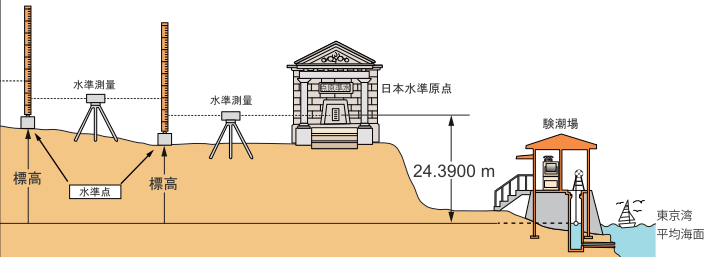 水準測量
水準測量
日本水準原点
験潮場
標高
水準点
標高
24.3900 m
東京湾
平均海面